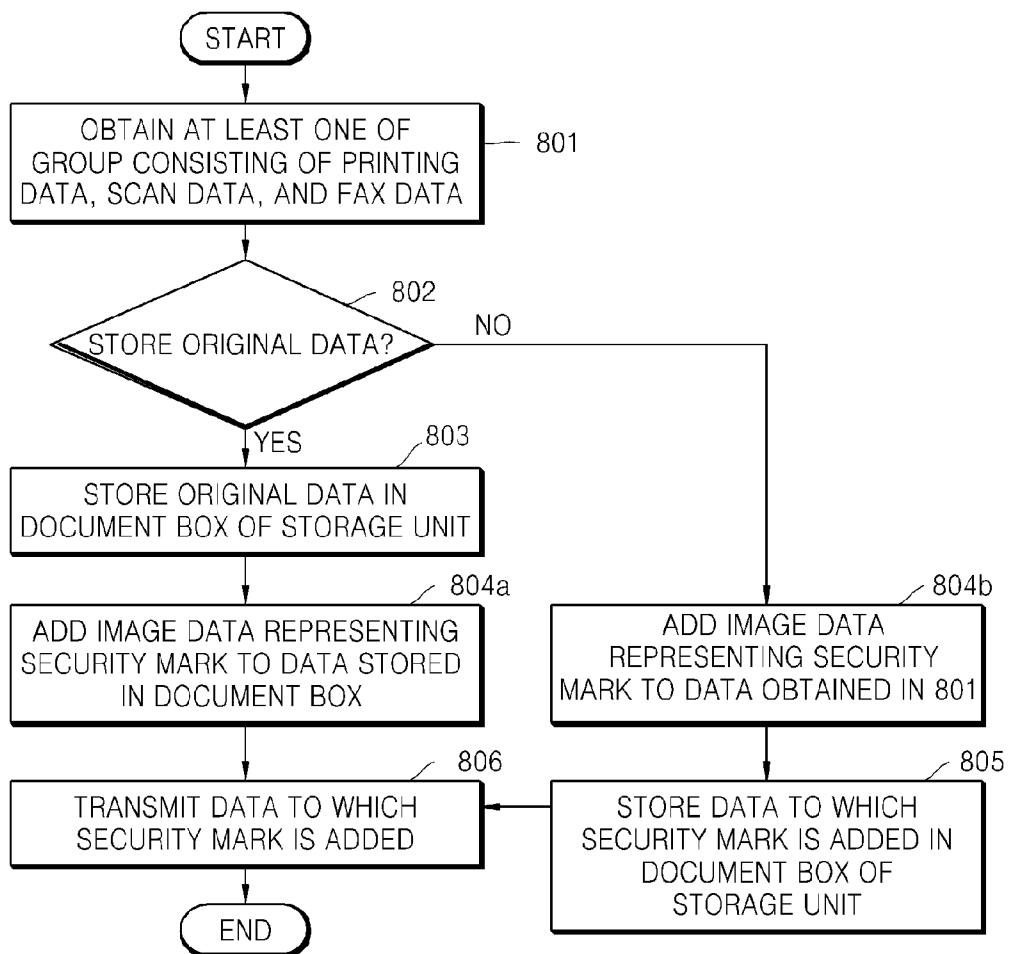 START
OBTAIN AT LEAST ONE OF
GROUP CONSISTING OF PRINTING
DATA, SCAN DATA, AND FAX DATA
801
802
STORE ORIGINAL DATA?
NO
YES
803
STORE ORIGINAL DATA IN
DOCUMENT BOX OF STORAGE UNIT
804a
ADD IMAGE DATA REPRESENTING
SECURITY MARK TO DATA STORED
IN DOCUMENT BOX
804b
ADD IMAGE DATA
REPRESENTING SECURITY
MARK TO DATA OBTAINED IN 801
806
TRANSMIT DATA TO WHICH
SECURITY MARK IS ADDED
805
STORE DATA TO WHICH
SECURITY MARK IS ADDED IN
DOCUMENT BOX OF
STORAGE UNIT
END